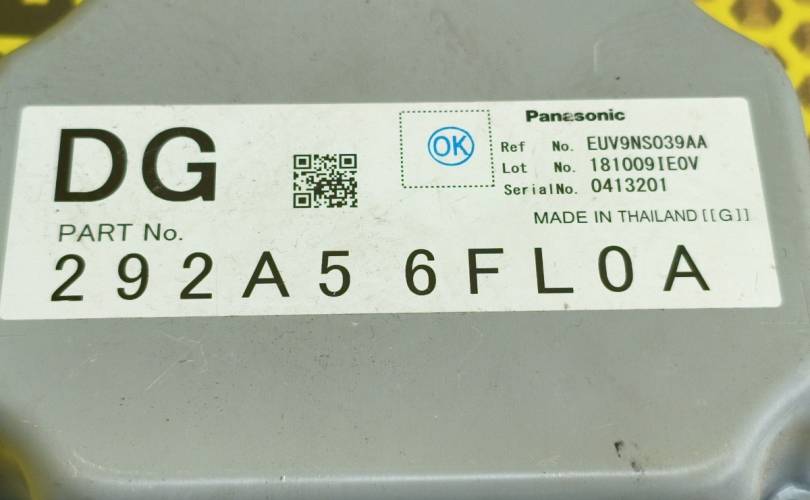 DG
OK
Panasonic
Ref No. EUV9NS039AA
Lot No. 181009IE0V
SerialNo. 0413201
MADE IN THAILAND [[G]]
PART No.
292A5 6FL0A